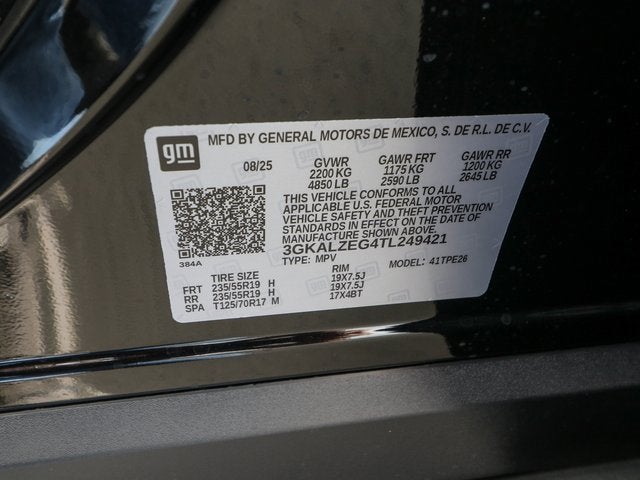 gm MFD BY GENERAL MOTORS DE MEXICO, S. DE R.L. DE C.V.
08/25 GVWR GAWR FRT GAWR RR
2200 KG 1175 KG 1200 KG
4850 LB 2590 LB 2645 LB
THIS VEHICLE CONFORMS TO ALL
APPLICABLE U.S. FEDERAL MOTOR
VEHICLE SAFETY AND THEFT PREVENTION
STANDARDS IN EFFECT ON THE DATE OF
MANUFACTURE SHOWN ABOVE.
3GKALZEG4TL249421
384A TYPE: MPV MODEL: 41TPE26
TIRE SIZE RIM
FRT 235/55R19 H 19X7.5J
RR 235/55R19 H 19X7.5J
SPA T125/70R17 M 17X4BT